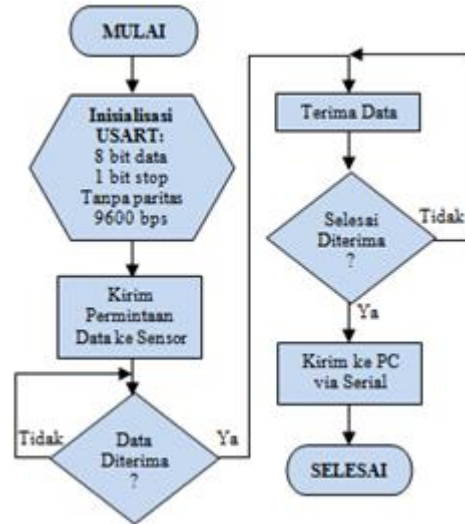 MULAI
Inisialisasi
USART:
8 bit data
1 bit stop
Tanpa paritas
9600 bps
Kirim
Permintaan
Data ke Sensor
Tidak
Data
Diterima
?
Ya
Terima Data
Selesai
Diterima
?
Tidak
Ya
Kirim ke PC
via Serial
SELESAI